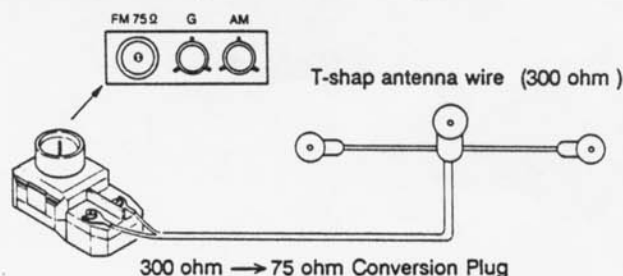 FM 75Ω G AM
T-shap antenna wire (300 ohm )
300 ohm → 75 ohm Conversion Plug